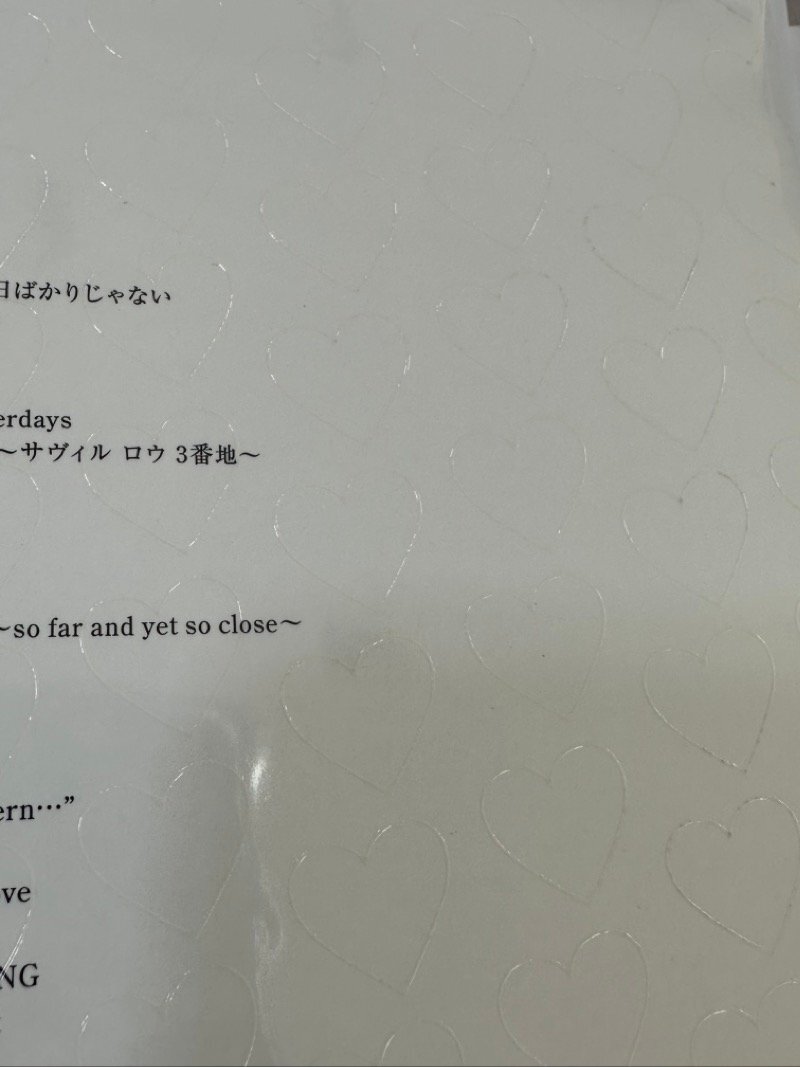 日ばかりじゃない
erdays
〜サヴィル ロウ 3番地〜
〜so far and yet so close〜
ern…”
ove
NG